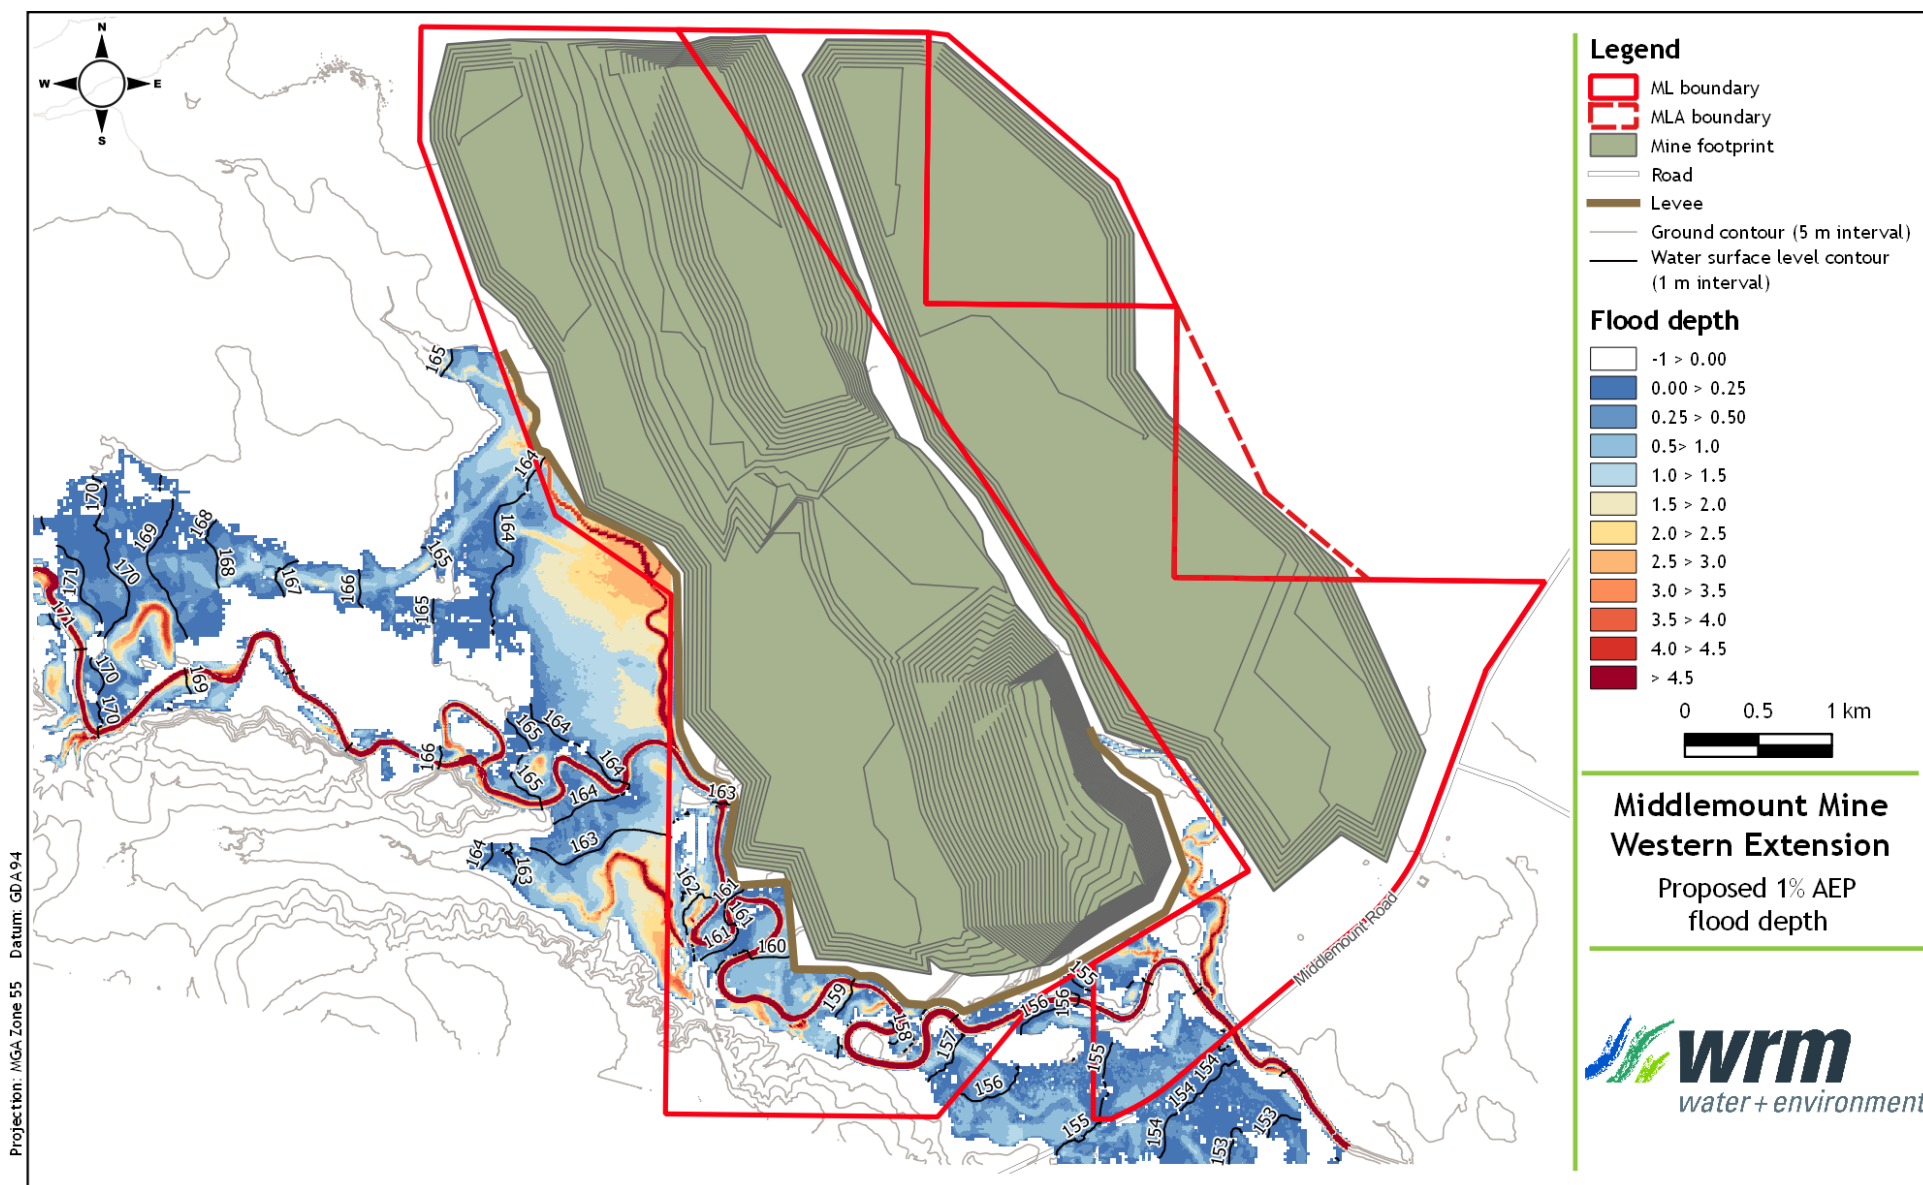 N
W E
S
Legend
ML boundary
MLA boundary
Mine footprint
Road
Levee
Ground contour (5 m interval)
Water surface level contour
(1 m interval)
Flood depth
-1 > 0.00
0.00 > 0.25
0.25 > 0.50
0.5> 1.0
1.0 > 1.5
1.5 > 2.0
2.0 > 2.5
2.5 > 3.0
3.0 > 3.5
3.5 > 4.0
4.0 > 4.5
> 4.5
0 0.5 1 km
Middlemount Mine
Western Extension
Proposed 1% AEP
flood depth
wrm
water + environment
Projection: MGA Zone 55 Datum: GDA94
Middlemount Road
165
164
164
165
170
169
168
168
170
171
167
166
165
171
170
170
169
166
165
164
164
165
164
163
163
164
163
162
161
161
161
160
159
158
157
156
156
155
156
155
154
154
155
154
153
153